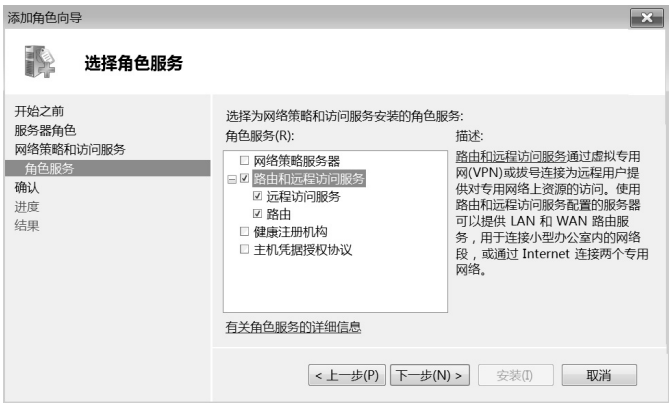 添加角色向导
选择角色服务
开始之前
服务器角色
网络策略和访问服务
角色服务
确认
进度
结果
选择为网络策略和访问服务安装的角色服务:
角色服务(R):
网络策略服务器
路由和远程访问服务
远程访问服务
路由
健康注册机构
主机凭据授权协议
有关角色服务的详细信息
描述:
路由和远程访问服务通过虚拟专用
网(VPN)或拔号连接为远程用户提
供对专用网络上资源的访问。使用
路由和远程访问服务配置的服务器
可以提供 LAN 和 WAN 路由服
务，用于连接小型办公室内的网络
段，或通过 Internet 连接两个专用
网络。
< 上一步(P)
下一步(N) >
安装(I)
取消